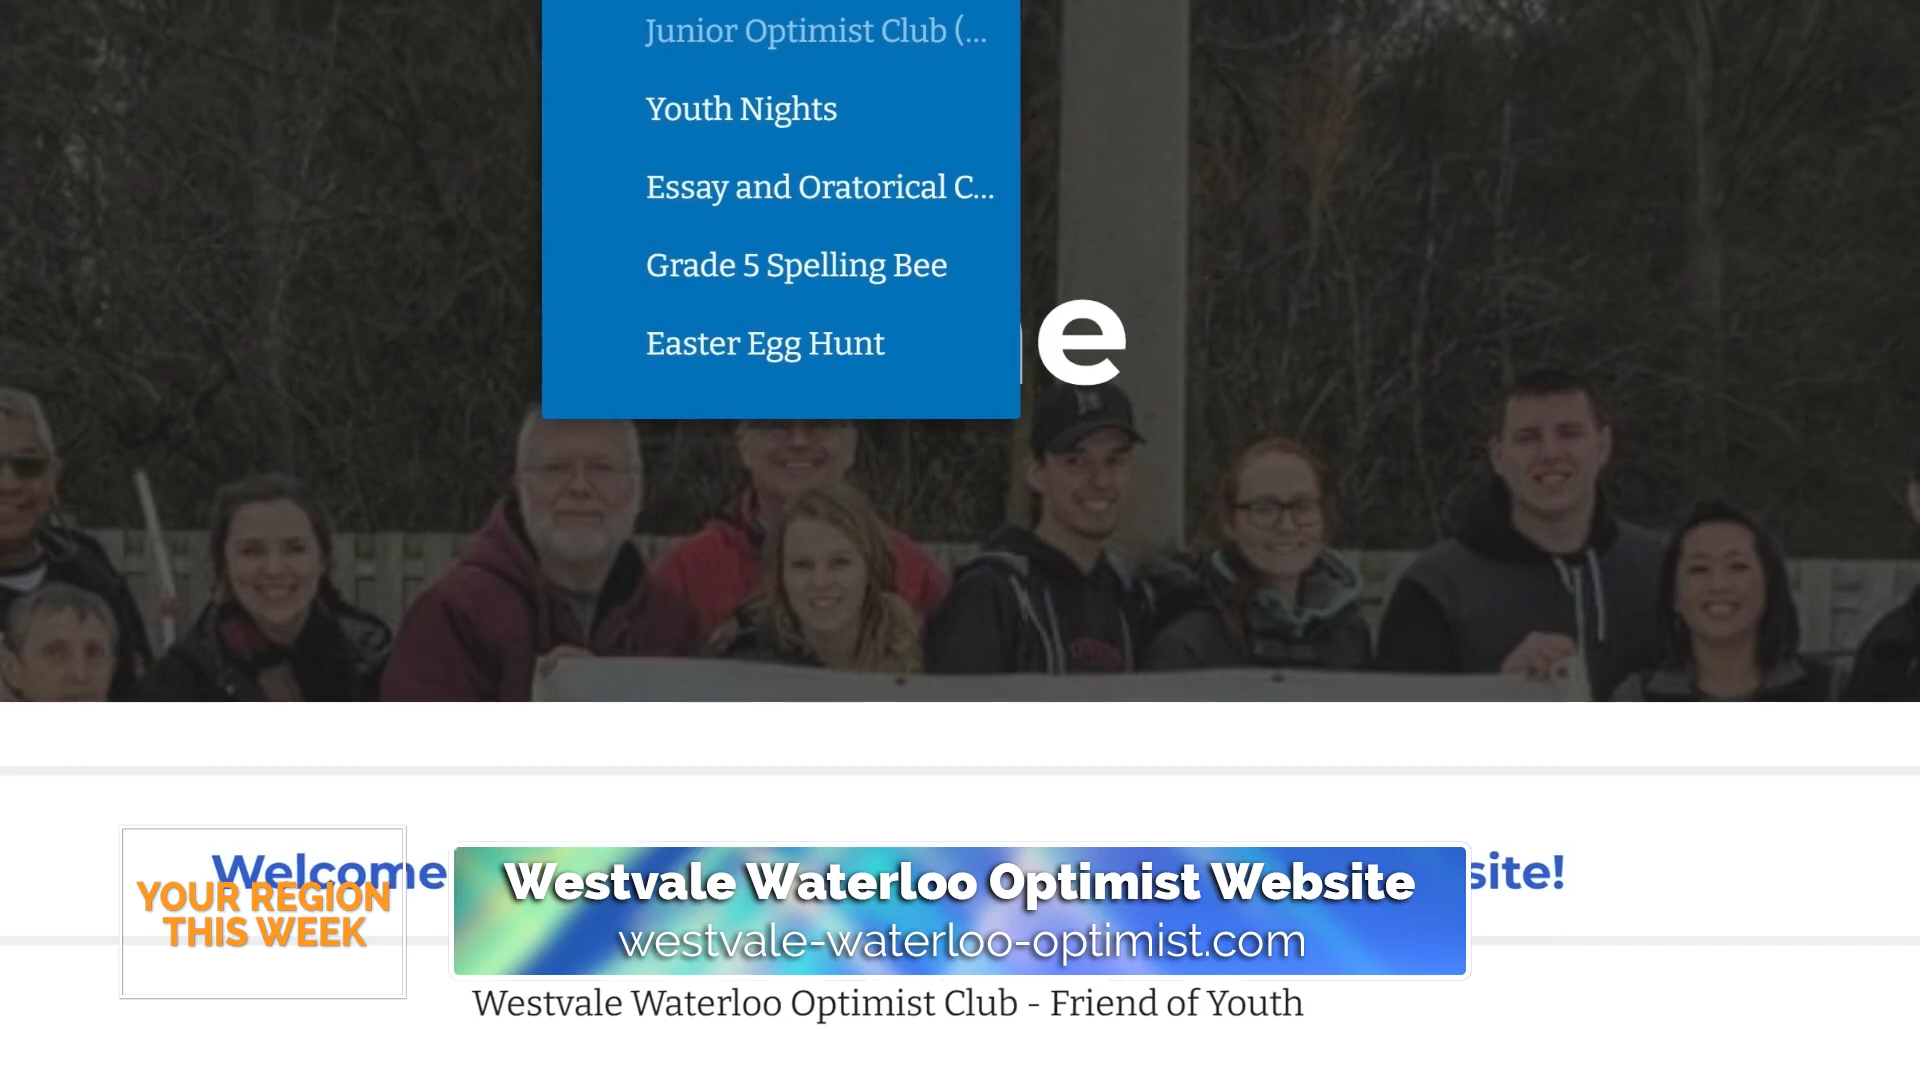 Junior Optimist Club (...
Youth Nights
Essay and Oratorical C...
Grade 5 Spelling Bee
Easter Egg Hunt
e
Welcome
site!
YOUR REGION
THIS WEEK
Westvale Waterloo Optimist Website
westvale-waterloo-optimist.com
Westvale Waterloo Optimist Club - Friend of Youth